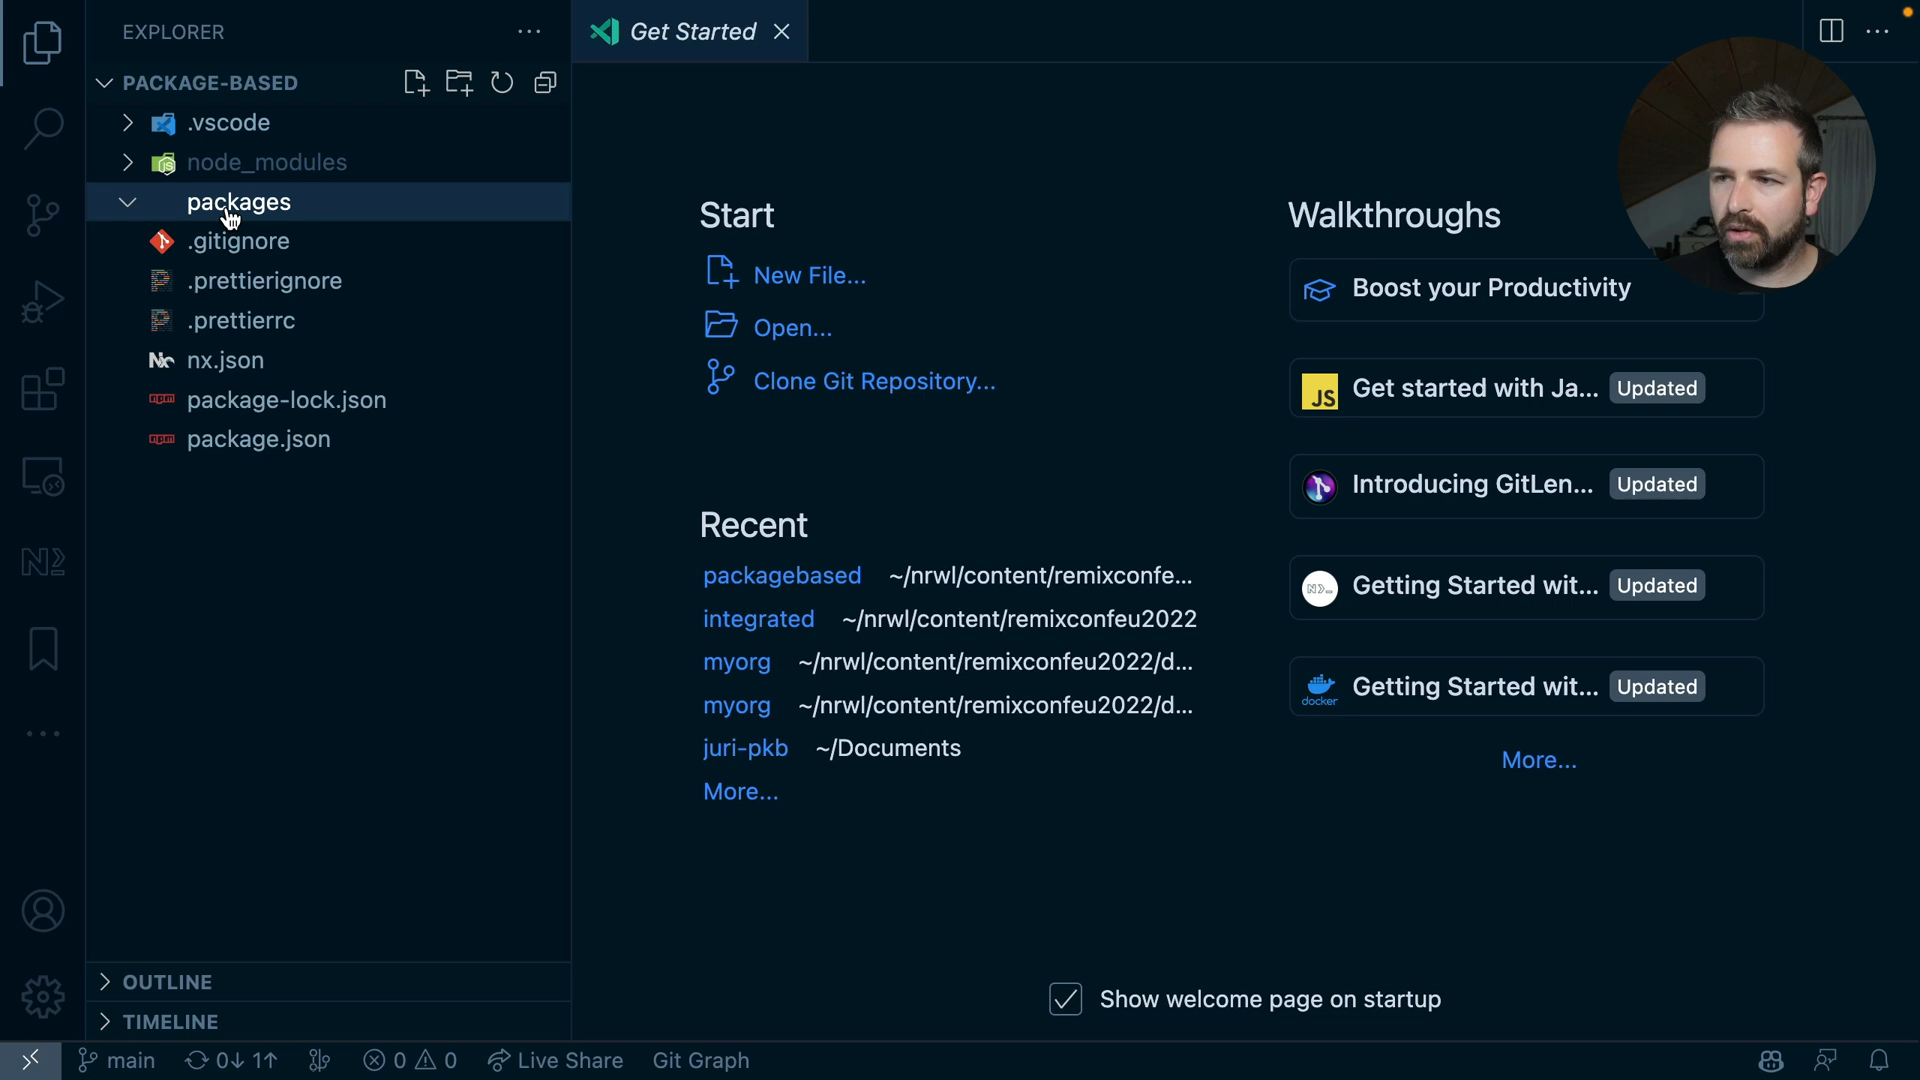 EXPLORER
Get Started
PACKAGE-BASED
.vscode
node_modules
packages
.gitignore
.prettierignore
.prettierrc
nx.json
package-lock.json
package.json
OUTLINE
TIMELINE
Start
New File...
Open...
Clone Git Repository...
Recent
packagebased ~/nrwl/content/remixconfe...
integrated ~/nrwl/content/remixconfeu2022
myorg ~/nrwl/content/remixconfeu2022/d...
myorg ~/nrwl/content/remixconfeu2022/d...
juri-pkb ~/Documents
More...
Walkthroughs
Boost your Productivity
JS Get started with Ja... Updated
Introducing GitLen... Updated
Getting Started wit... Updated
docker Getting Started wit... Updated
More...
Show welcome page on startup
main 0↓ 1↑ 0 0 Live Share Git Graph